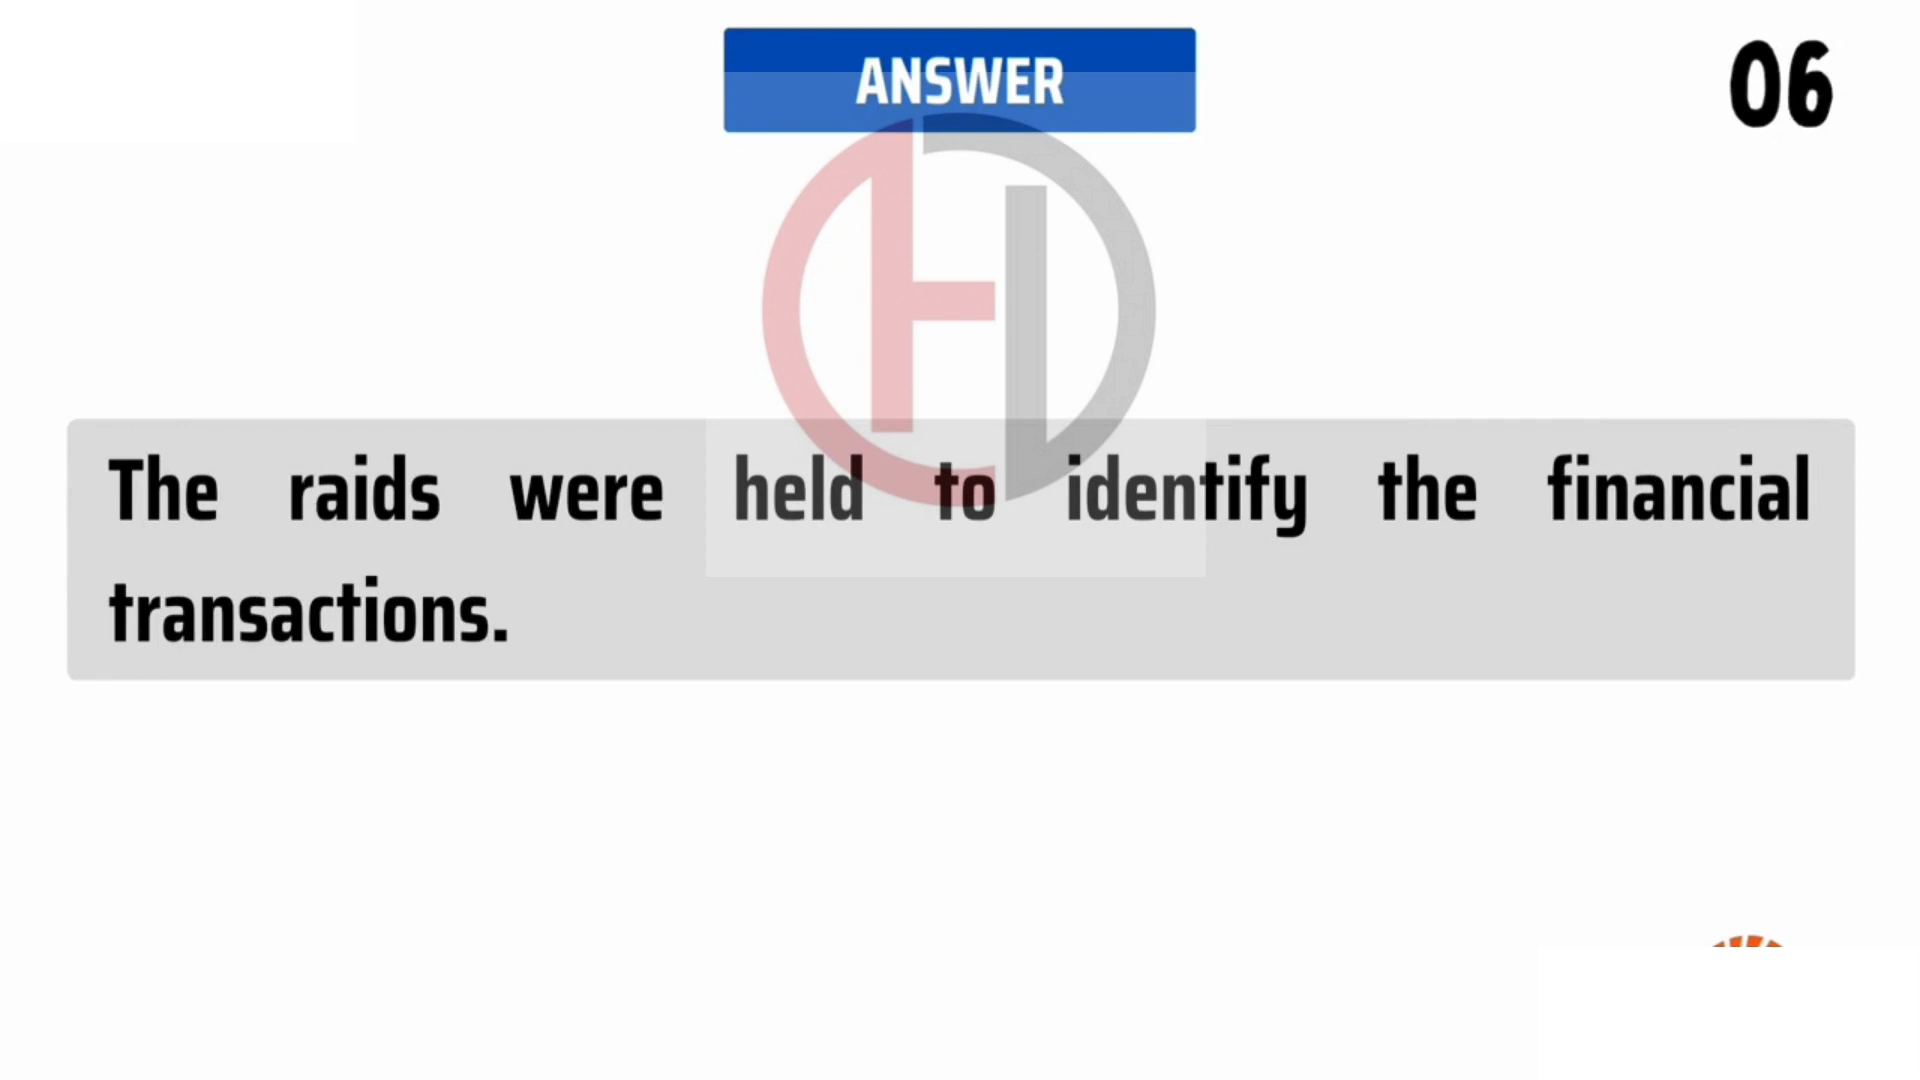 ANSWER
06
The raids were held to identify the financial
transactions.